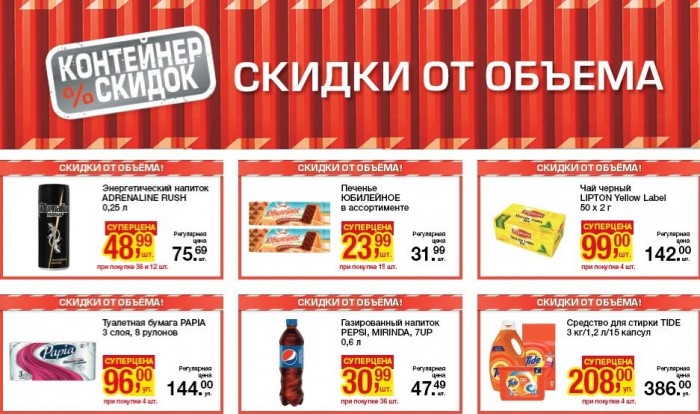 КОНТЕЙНЕР
% СКИДОК
СКИДКИ ОТ ОБЪЕМА
СКИДКИ ОТ ОБЪЁМА!
Энергетический напиток
ADRENALINE RUSH
0,25 л
СУПЕРЦЕНА
48,99 шт.
при покупке 36 и 12 шт.
Регулярная
цена
75.69 шт.
СКИДКИ ОТ ОБЪЁМА!
Печенье
ЮБИЛЕЙНОЕ
в ассортименте
Юбилейное
Юбилейное
СУПЕРЦЕНА
23,99 шт.
при покупке 15 шт.
Регулярная
цена
31.99 шт.
СКИДКИ ОТ ОБЪЁМА!
Чай черный
LIPTON Yellow Label
50 х 2 г
Lipton
СУПЕРЦЕНА
99,00 шт.
при покупке 4 шт.
Регулярная
цена
142.00 шт.
СКИДКИ ОТ ОБЪЁМА!
Туалетная бумага PAPIA
3 слоя, 8 рулонов
Papia
СУПЕРЦЕНА
96,00 уп.
при покупке 4 шт.
Регулярная
цена
144.00 уп.
СКИДКИ ОТ ОБЪЁМА!
Газированный напиток
PEPSI, MIRINDA, 7UP
0,6 л
СУПЕРЦЕНА
30,99 шт.
при покупке 36 шт.
Регулярная
цена
47.49 шт.
СКИДКИ ОТ ОБЪЁМА!
Средство для стирки TIDE
3 кг/1,2 л/15 капсул
Tide
Tide
Tide
СУПЕРЦЕНА
208,00 уп.
при покупке 4 шт.
Регулярная
цена
386.00 уп.